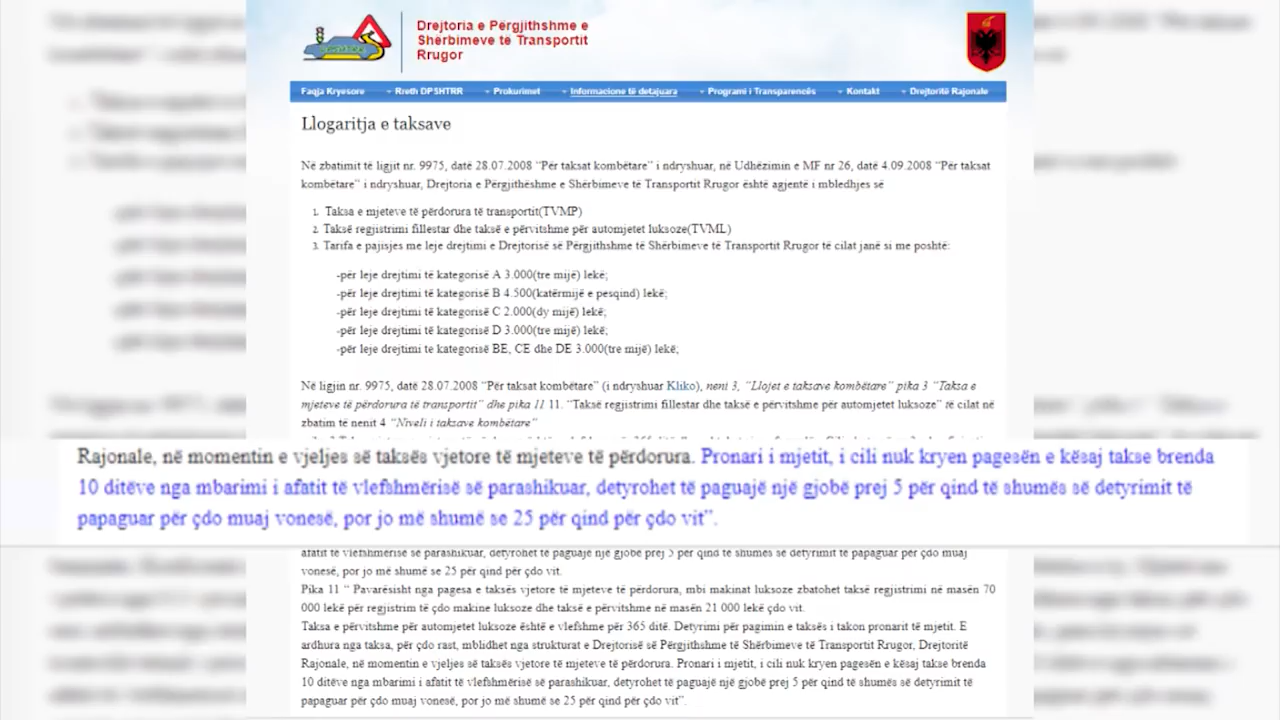 Drejtoria e Përgjithshme e
Shërbimeve të Transportit
Rrugor
Faqja Kryesore Rreth DPSHTRR Prokurimet Informacione të detajuara Programi i Transparencës Kontakt Drejtoritë Rajonale
Llogaritja e taksave
Në zbatimit të ligjit nr. 9975, datë 28.07.2008 “Për taksat kombëtare” i ndryshuar, në Udhëzimin e MF nr 26, datë 4.09.2008 “Për taksat
kombëtare” i ndryshuar, Drejtoria e Përgjithëshme e Shërbimeve të Transportit Rrugor është agjenti i mbledhjes së
1. Taksa e mjeteve të përdorura të transportit(TVMP)
2. Taksë regjistrimi fillestar dhe taksë e përvitshme për automjetet luksoze(TVML)
3. Tarifa e pajisjes me leje drejtimi e Drejtorisë së Përgjithshme të Shërbimeve të Transportit Rrugor të cilat janë si me poshtë:
-për leje drejtimi të kategorisë A 3.000(tre mijë) lekë;
-për leje drejtimi të kategorisë B 4.500(katërmijë e pesqind) lekë;
-për leje drejtimi të kategorisë C 2.000(dy mijë) lekë;
-për leje drejtimi të kategorisë D 3.000(tre mijë) lekë;
-për leje drejtimi te kategorisë BE, CE dhe DE 3.000(tre mijë) lekë;
Në ligjin nr. 9975, datë 28.07.2008 “Për taksat kombëtare” (i ndryshuar Kliko), neni 3, “Llojet e taksave kombëtare” pika 3 “Taksa e
mjeteve të përdorura të transportit” dhe pika 11 11. “Taksë regjistrimi fillestar dhe taksë e përvitshme për automjetet luksoze” të cilat në
zbatim të nenit 4 “Niveli i taksave kombëtare”
Rajonale, në momentin e vjeljes së taksës vjetore të mjeteve të përdorura. Pronari i mjetit, i cili nuk kryen pagesën e kësaj takse brenda
10 ditëve nga mbarimi i afatit të vlefshmërisë së parashikuar, detyrohet të paguajë një gjobë prej 5 për qind të shumës së detyrimit të
papaguar për çdo muaj vonesë, por jo më shumë se 25 për qind për çdo vit”.
afatit të vlefshmërisë së parashikuar, detyrohet të paguajë një gjobë prej 5 për qind të shumës së detyrimit të papaguar për çdo muaj
vonesë, por jo më shumë se 25 për qind për çdo vit.
Pika 11 “ Pavarësisht nga pagesa e taksës vjetore të mjeteve të përdorura, mbi makinat luksoze zbatohet taksë regjistrimi në masën 70
000 lekë për regjistrim të çdo makine luksoze dhe taksë e përvitshme në masën 21 000 lekë çdo vit.
Taksa e përvitshme për automjetet luksoze është e vlefshme për 365 ditë. Detyrimi për pagimin e taksës i takon pronarit të mjetit. E
ardhura nga taksa, për çdo rast, mblidhet nga strukturat e Drejtorisë së Përgjithshme të Shërbimeve të Transportit Rrugor, Drejtoritë
Rajonale, në momentin e vjeljes së taksës vjetore të mjeteve të përdorura. Pronari i mjetit, i cili nuk kryen pagesën e kësaj takse brenda
10 ditëve nga mbarimi i afatit të vlefshmërisë së parashikuar, detyrohet të paguajë një gjobë prej 5 për qind të shumës së detyrimit të
papaguar për çdo muaj vonesë, por jo më shumë se 25 për qind për çdo vit”.